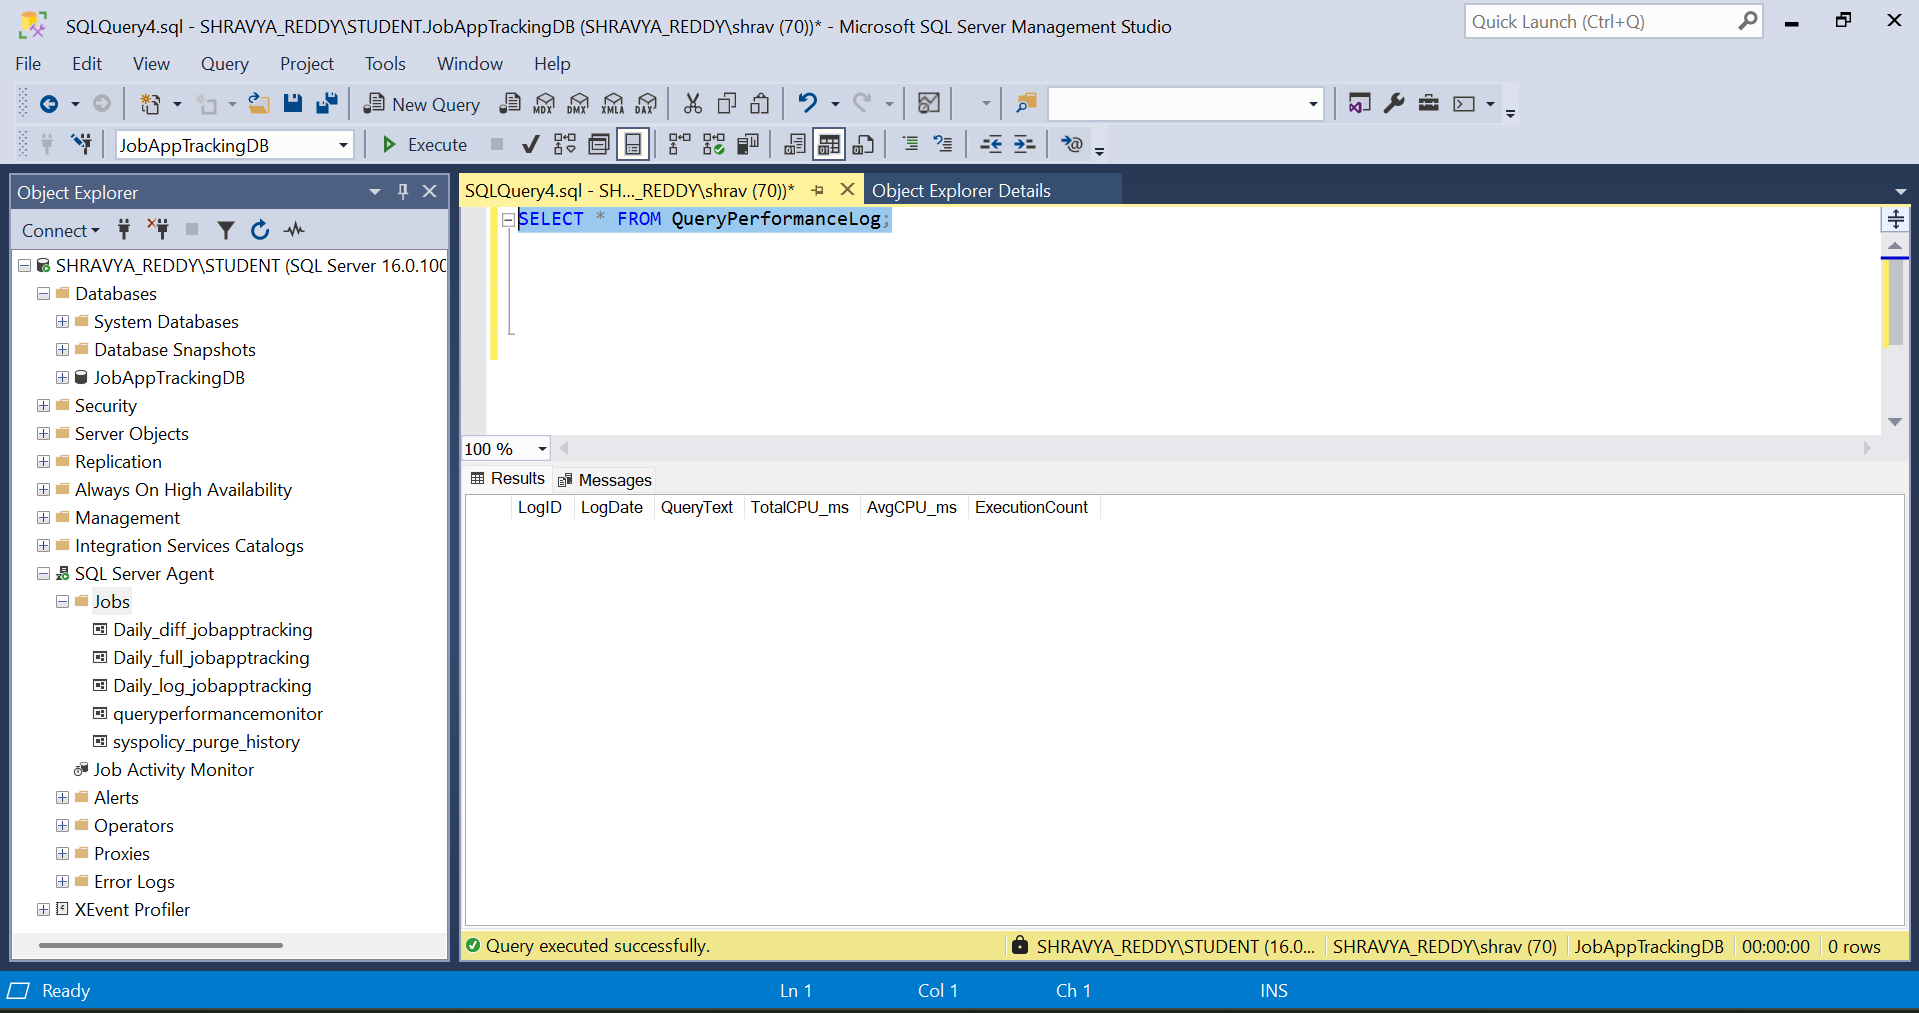 SQLQuery4.sql - SHRAVYA_REDDY\STUDENT.JobAppTrackingDB (SHRAVYA_REDDY\shrav (70))* - Microsoft SQL Server Management Studio
Quick Launch (Ctrl+Q)
File Edit View Query Project Tools Window Help
New Query MDX DMX XMLA DAX
JobAppTrackingDB Execute
Object Explorer
Connect
SHRAVYA_REDDY\STUDENT (SQL Server 16.0.100
Databases
System Databases
Database Snapshots
JobAppTrackingDB
Security
Server Objects
Replication
Always On High Availability
Management
Integration Services Catalogs
SQL Server Agent
Jobs
Daily_diff_jobapptracking
Daily_full_jobapptracking
Daily_log_jobapptracking
queryperformancemonitor
syspolicy_purge_history
Job Activity Monitor
Alerts
Operators
Proxies
Error Logs
XEvent Profiler
SQLQuery4.sql - SH..._REDDY\shrav (70))* Object Explorer Details
SELECT * FROM QueryPerformanceLog;
100 %
Results Messages
LogID LogDate QueryText TotalCPU_ms AvgCPU_ms ExecutionCount
Query executed successfully. SHRAVYA_REDDY\STUDENT (16.0... SHRAVYA_REDDY\shrav (70) JobAppTrackingDB 00:00:00 0 rows
Ready Ln 1 Col 1 Ch 1 INS